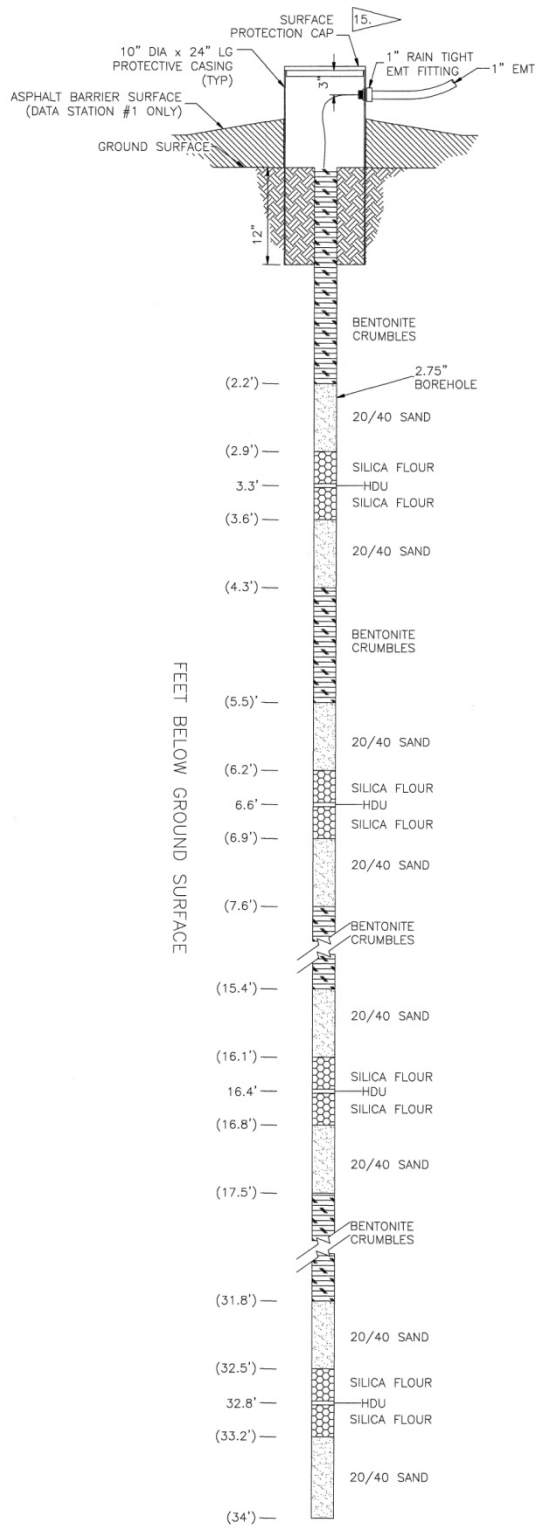 SURFACE
PROTECTION CAP
15.
10" DIA x 24" LG
PROTECTIVE CASING
(TYP)
1" RAIN TIGHT
EMT FITTING
1" EMT
3"
ASPHALT BARRIER SURFACE
(DATA STATION #1 ONLY)
GROUND SURFACE
12"
BENTONITE
CRUMBLES
2.75"
BOREHOLE
(2.2')
20/40 SAND
(2.9')
SILICA FLOUR
3.3'
HDU
SILICA FLOUR
(3.6')
20/40 SAND
(4.3')
BENTONITE
CRUMBLES
FEET BELOW GROUND SURFACE
(5.5)'
20/40 SAND
(6.2')
SILICA FLOUR
6.6'
HDU
SILICA FLOUR
(6.9')
20/40 SAND
(7.6')
BENTONITE
CRUMBLES
(15.4')
20/40 SAND
(16.1')
SILICA FLOUR
16.4'
HDU
SILICA FLOUR
(16.8')
20/40 SAND
(17.5')
BENTONITE
CRUMBLES
(31.8')
20/40 SAND
(32.5')
SILICA FLOUR
32.8'
HDU
SILICA FLOUR
(33.2')
20/40 SAND
(34')